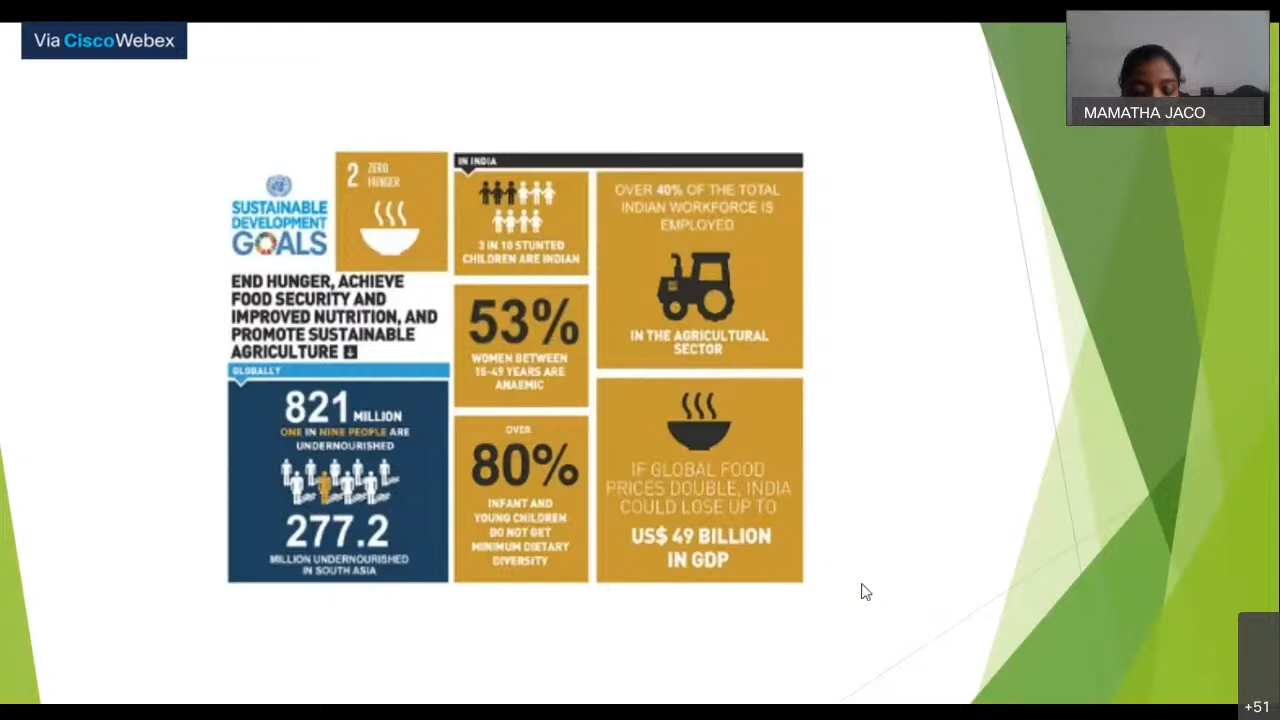 Via CiscoWebex
MAMATHA JACO
2 ZERO
HUNGER
SUSTAINABLE
DEVELOPMENT
GOALS
END HUNGER, ACHIEVE
FOOD SECURITY AND
IMPROVED NUTRITION, AND
PROMOTE SUSTAINABLE
AGRICULTURE
GLOBALLY
821 MILLION
ONE IN NINE PEOPLE ARE
UNDERNOURISHED
277.2
MILLION UNDERNOURISHED
IN SOUTH ASIA
IN INDIA
3 IN 10 STUNTED
CHILDREN ARE INDIAN
53%
WOMEN BETWEEN
15-49 YEARS ARE
ANAEMIC
OVER
80%
INFANT AND
YOUNG CHILDREN
DO NOT GET
MINIMUM DIETARY
DIVERSITY
OVER 40% OF THE TOTAL
INDIAN WORKFORCE IS
EMPLOYED
IN THE AGRICULTURAL
SECTOR
IF GLOBAL FOOD
PRICES DOUBLE, INDIA
COULD LOSE UP TO
US$ 49 BILLION
IN GDP
+51